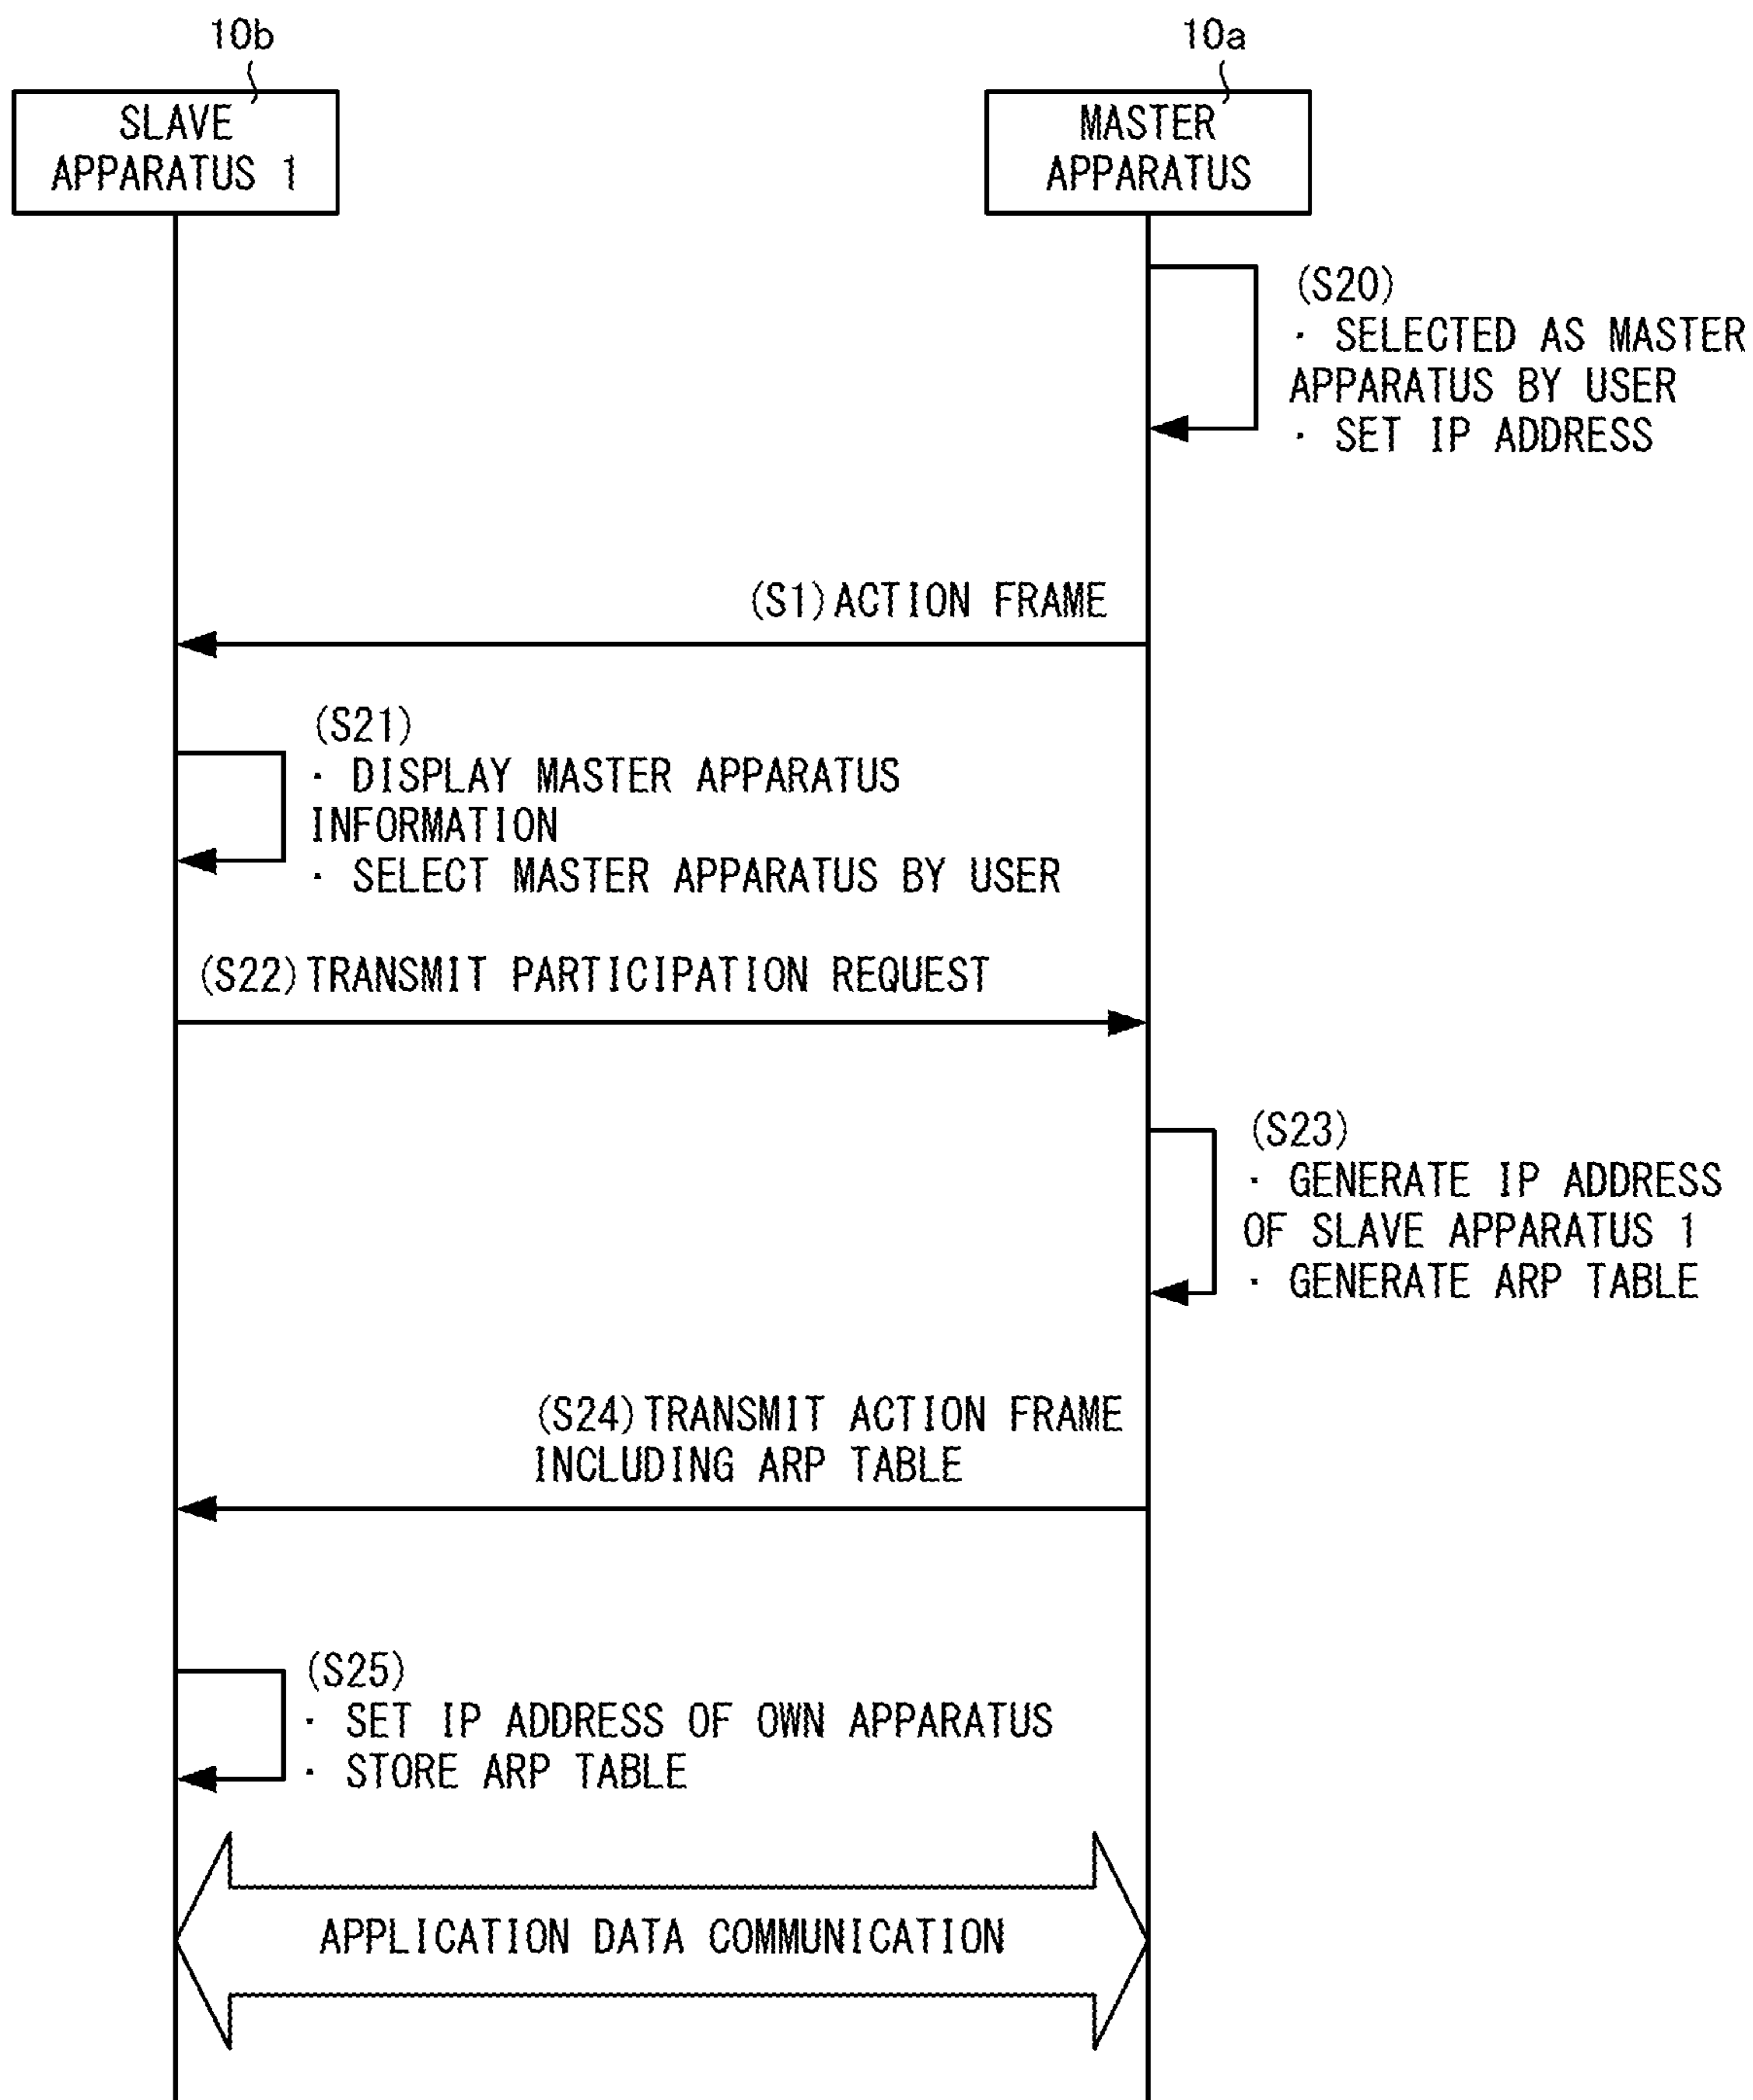 10b
10a
SLAVE
APPARATUS 1
MASTER
APPARATUS
(S20)
· SELECTED AS MASTER
APPARATUS BY USER
· SET IP ADDRESS
(S1) ACTION FRAME
(S21)
· DISPLAY MASTER APPARATUS
INFORMATION
· SELECT MASTER APPARATUS BY USER
(S22) TRANSMIT PARTICIPATION REQUEST
(S23)
· GENERATE IP ADDRESS
OF SLAVE APPARATUS 1
· GENERATE ARP TABLE
(S24) TRANSMIT ACTION FRAME
INCLUDING ARP TABLE
(S25)
· SET IP ADDRESS OF OWN APPARATUS
· STORE ARP TABLE
APPLICATION DATA COMMUNICATION